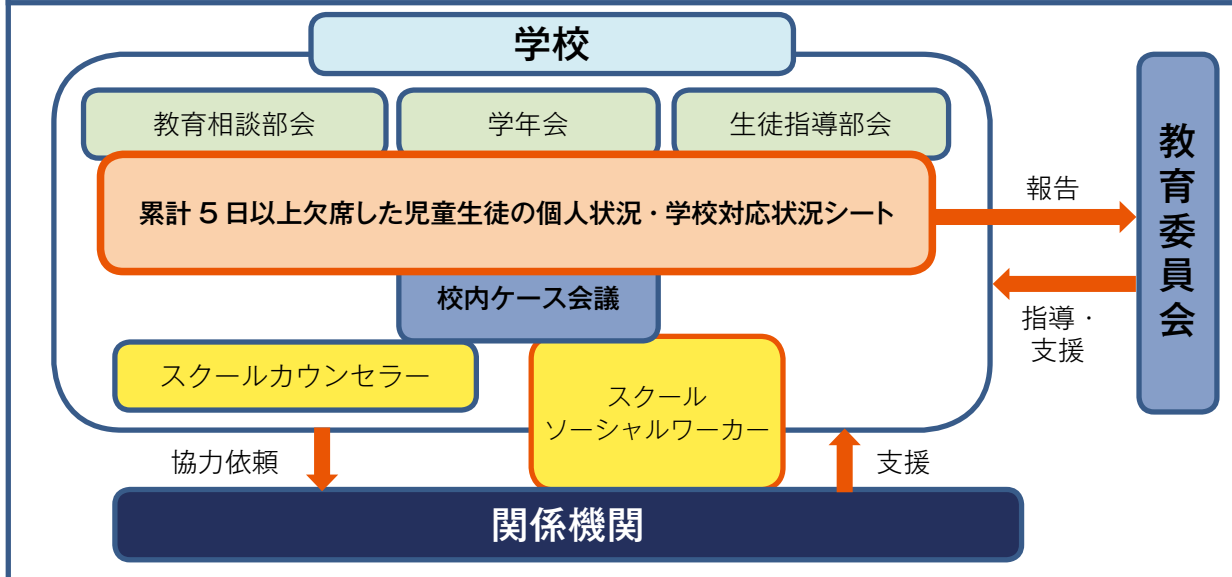 学校
教育相談部会
学年会
生徒指導部会
累計5日以上欠席した児童生徒の個人状況・学校対応状況シート
報告
教育委員会
校内ケース会議
指導・
支援
スクールカウンセラー
スクール
ソーシャルワーカー
協力依頼
支援
関係機関